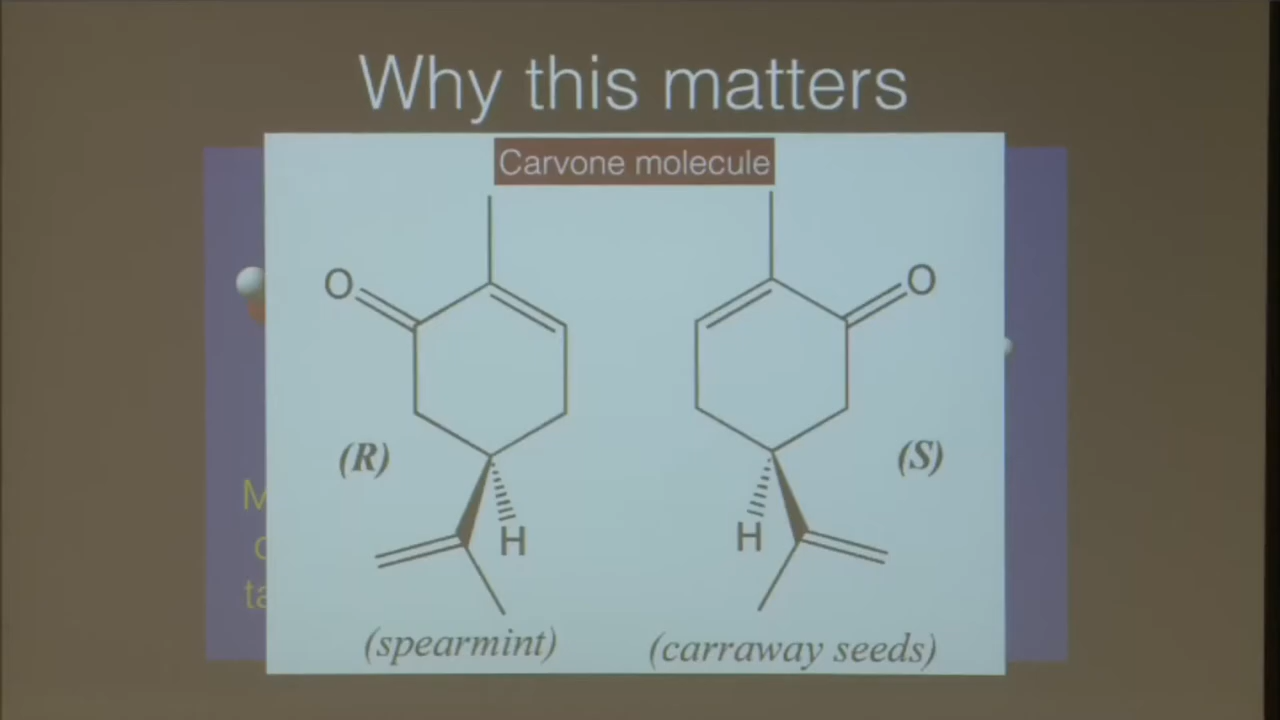 Why this matters
Carvone molecule
O
O
(R)
(S)
H
H
(spearmint)
(carraway seeds)